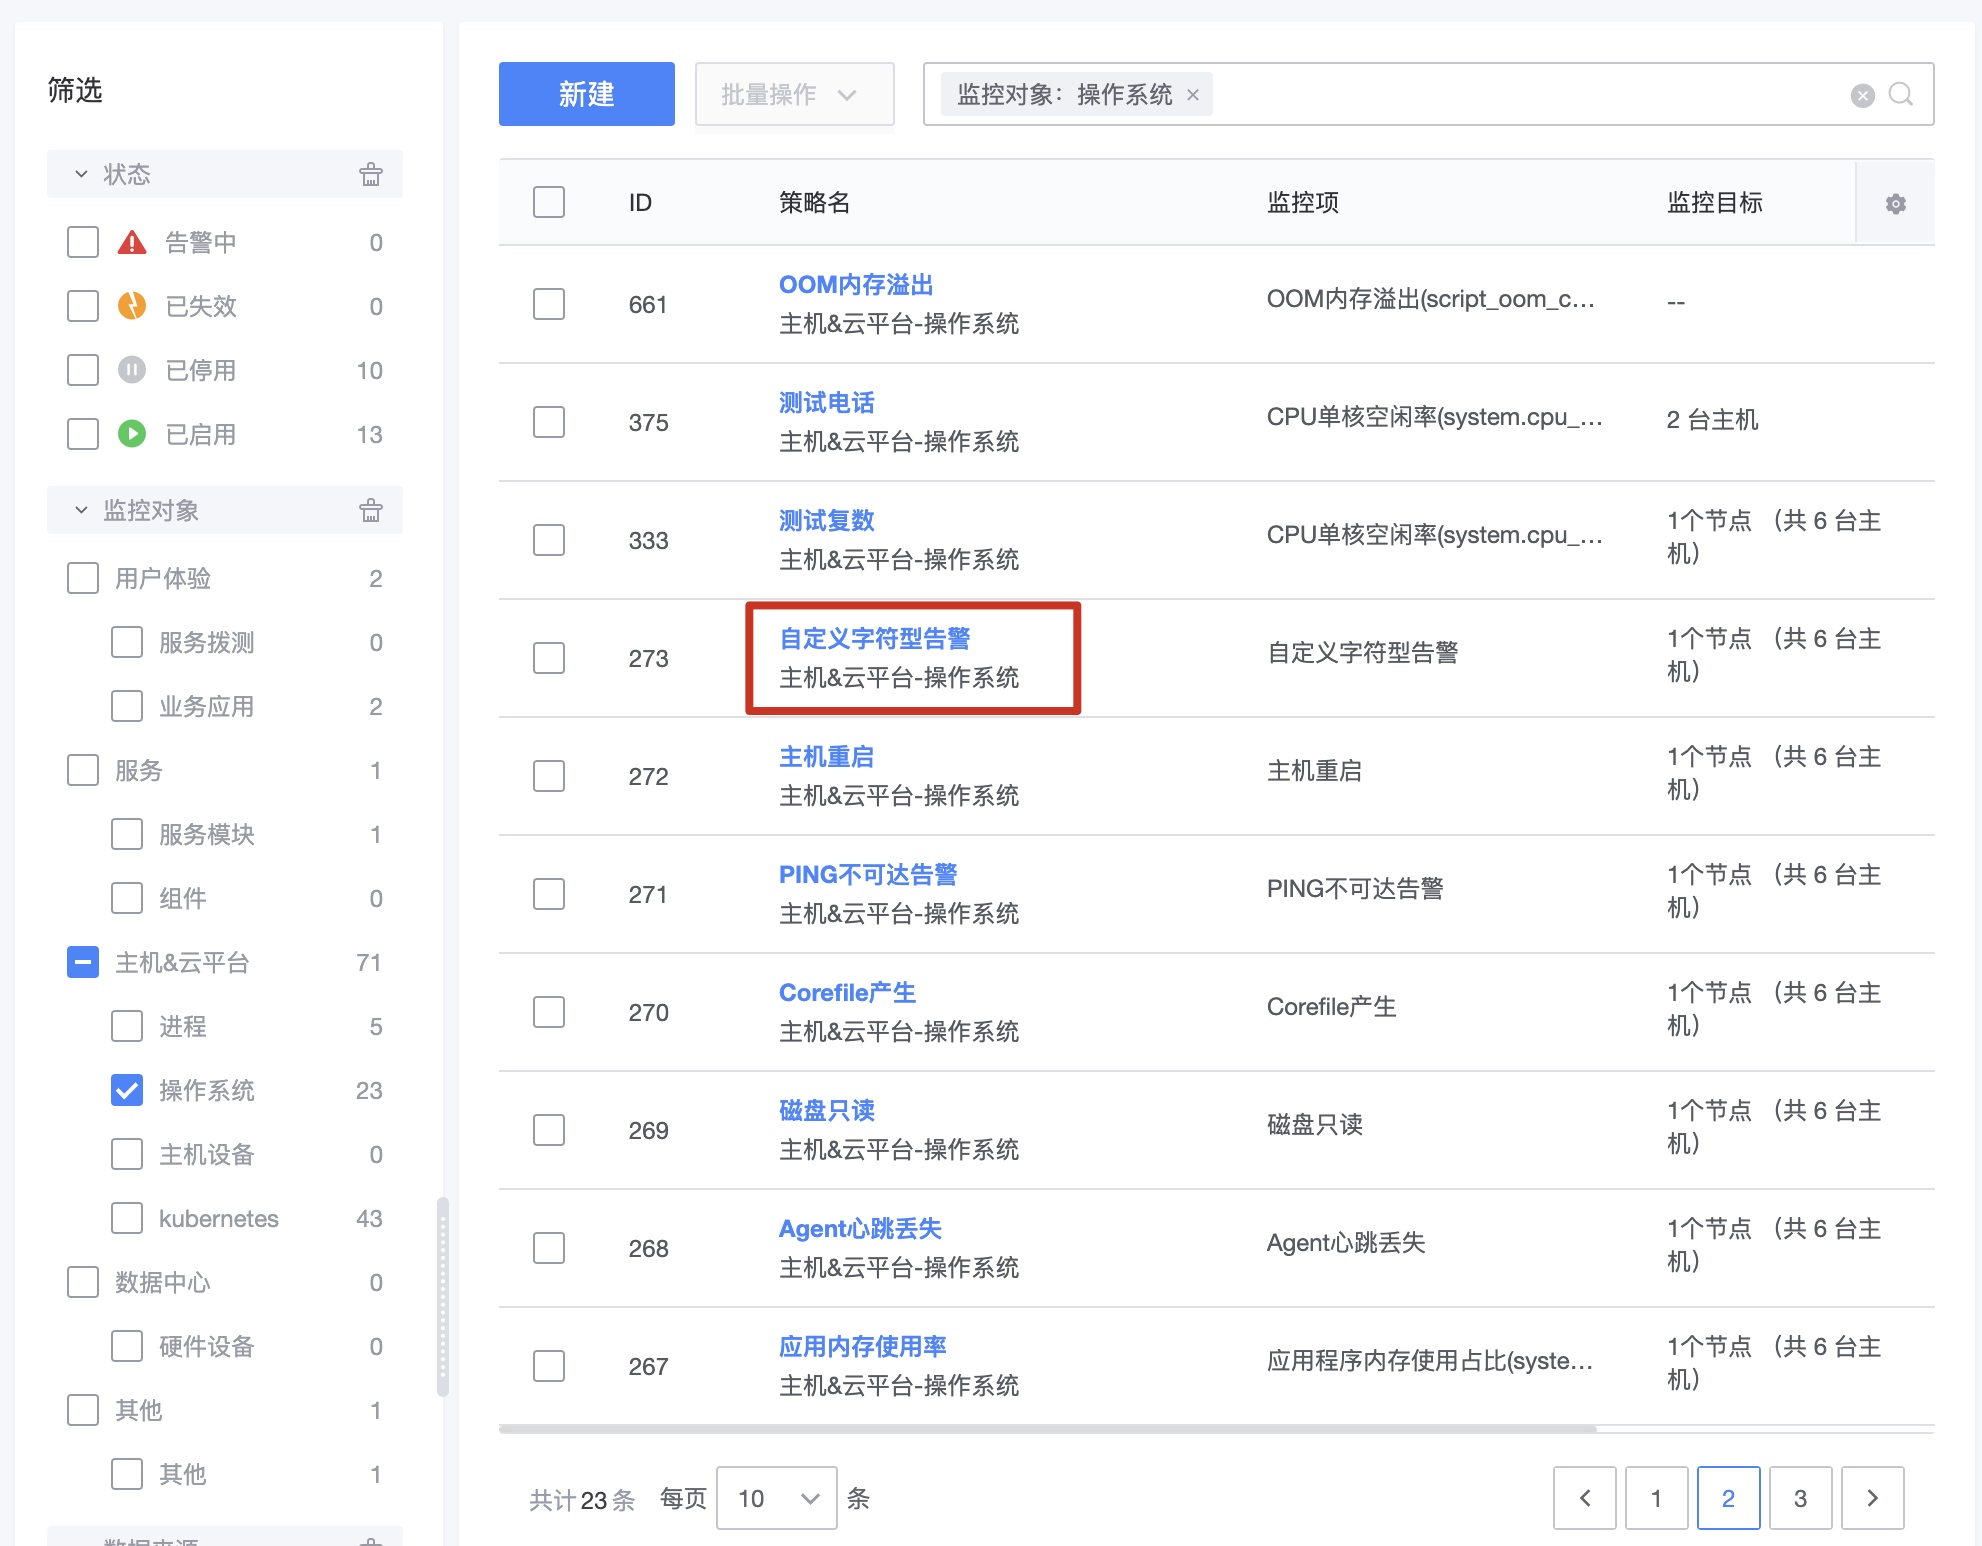 筛选
状态
告警中 0
已失效 0
已停用 10
已启用 13
监控对象
用户体验 2
服务拨测 0
业务应用 2
服务 1
服务模块 1
组件 0
主机&云平台 71
进程 5
操作系统 23
主机设备 0
kubernetes 43
数据中心 0
硬件设备 0
其他 1
其他 1
新建
批量操作
监控对象：操作系统 ×
ID 策略名 监控项 监控目标
661
OOM内存溢出
主机&云平台-操作系统
OOM内存溢出(script_oom_c...
--
375
测试电话
主机&云平台-操作系统
CPU单核空闲率(system.cpu_...
2 台主机
333
测试复数
主机&云平台-操作系统
CPU单核空闲率(system.cpu_...
1个节点 （共 6 台主
机）
273
自定义字符型告警
主机&云平台-操作系统
自定义字符型告警
1个节点 （共 6 台主
机）
272
主机重启
主机&云平台-操作系统
主机重启
1个节点 （共 6 台主
机）
271
PING不可达告警
主机&云平台-操作系统
PING不可达告警
1个节点 （共 6 台主
机）
270
Corefile产生
主机&云平台-操作系统
Corefile产生
1个节点 （共 6 台主
机）
269
磁盘只读
主机&云平台-操作系统
磁盘只读
1个节点 （共 6 台主
机）
268
Agent心跳丢失
主机&云平台-操作系统
Agent心跳丢失
1个节点 （共 6 台主
机）
267
应用内存使用率
主机&云平台-操作系统
应用程序内存使用占比(syste...
1个节点 （共 6 台主
机）
共计 23 条 每页 10 条
1 2 3